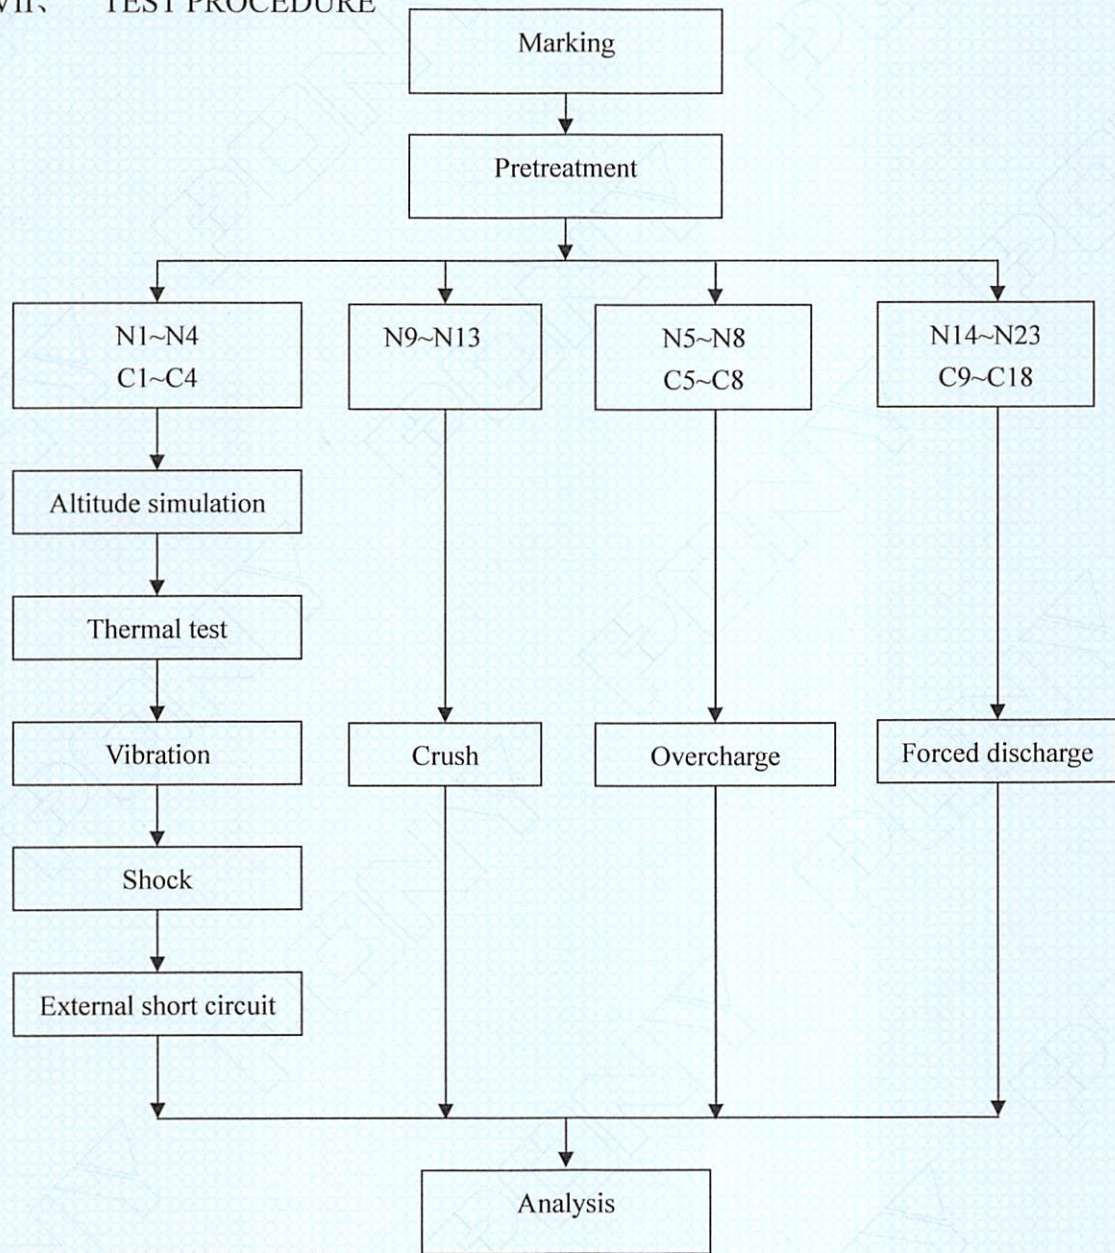 VII、 TEST PROCEDURE
Marking
Pretreatment
N1~N4
C1~C4
N9~N13
N5~N8
C5~C8
N14~N23
C9~C18
Altitude simulation
Thermal test
Vibration
Crush
Overcharge
Forced discharge
Shock
External short circuit
Analysis